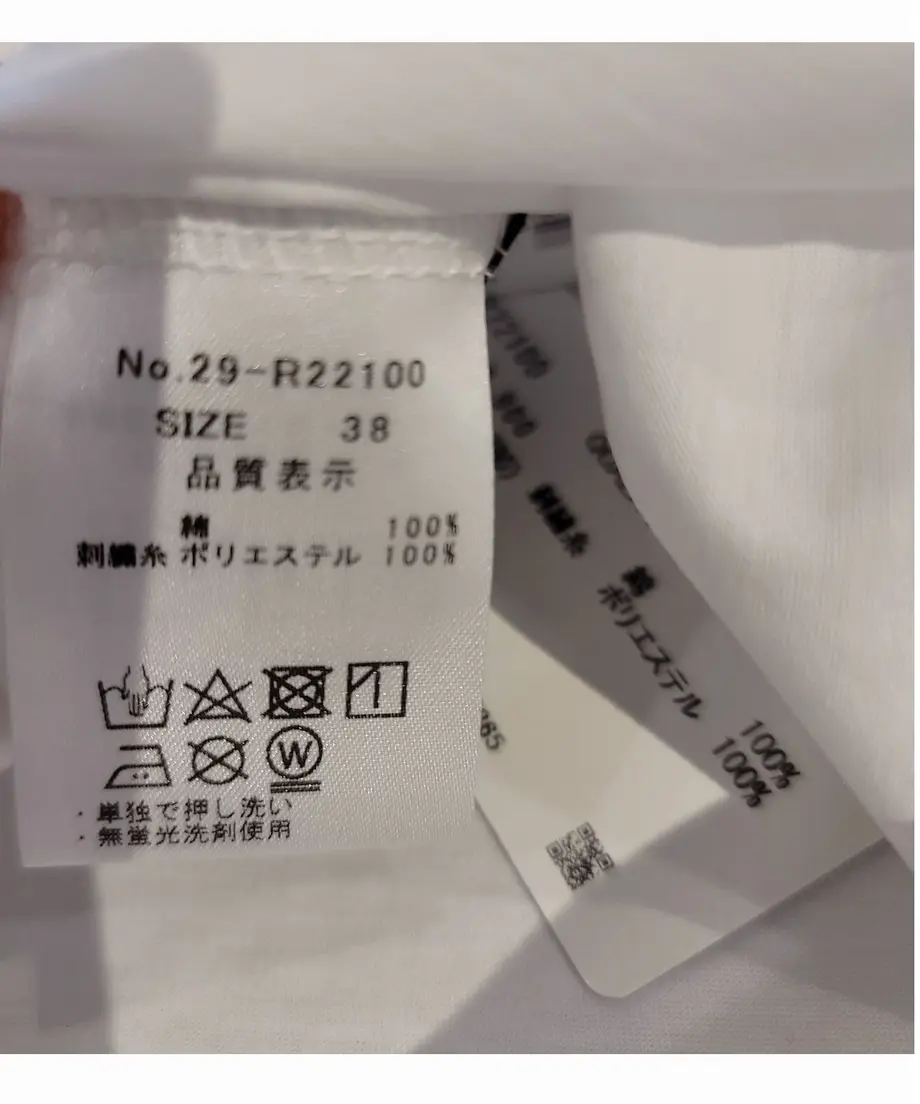 No.29-R22100
SIZE 38
品質表示
綿 100%
刺繍糸 ポリエステル 100%
W
・単独で押し洗い
・無蛍光洗剤使用
R22100
刺繍糸
綿 100%
ポリエステル 100%